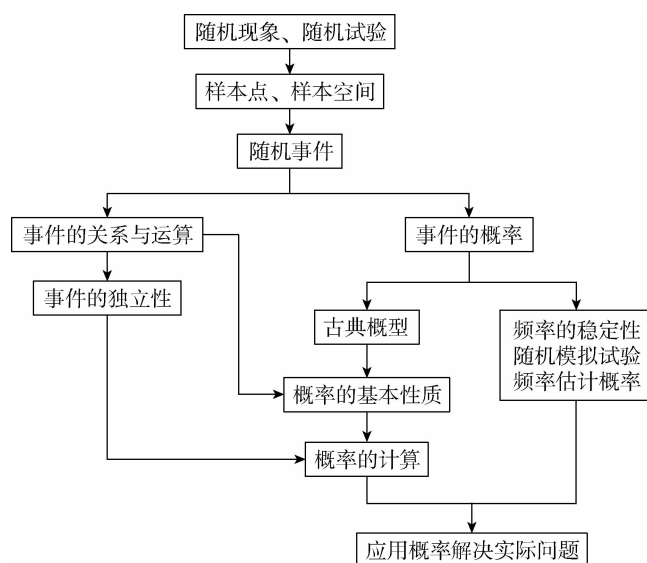 随机现象、随机试验
样本点、样本空间
随机事件
事件的关系与运算
事件的概率
事件的独立性
古典概型
频率的稳定性
随机模拟试验
频率估计概率
概率的基本性质
概率的计算
应用概率解决实际问题